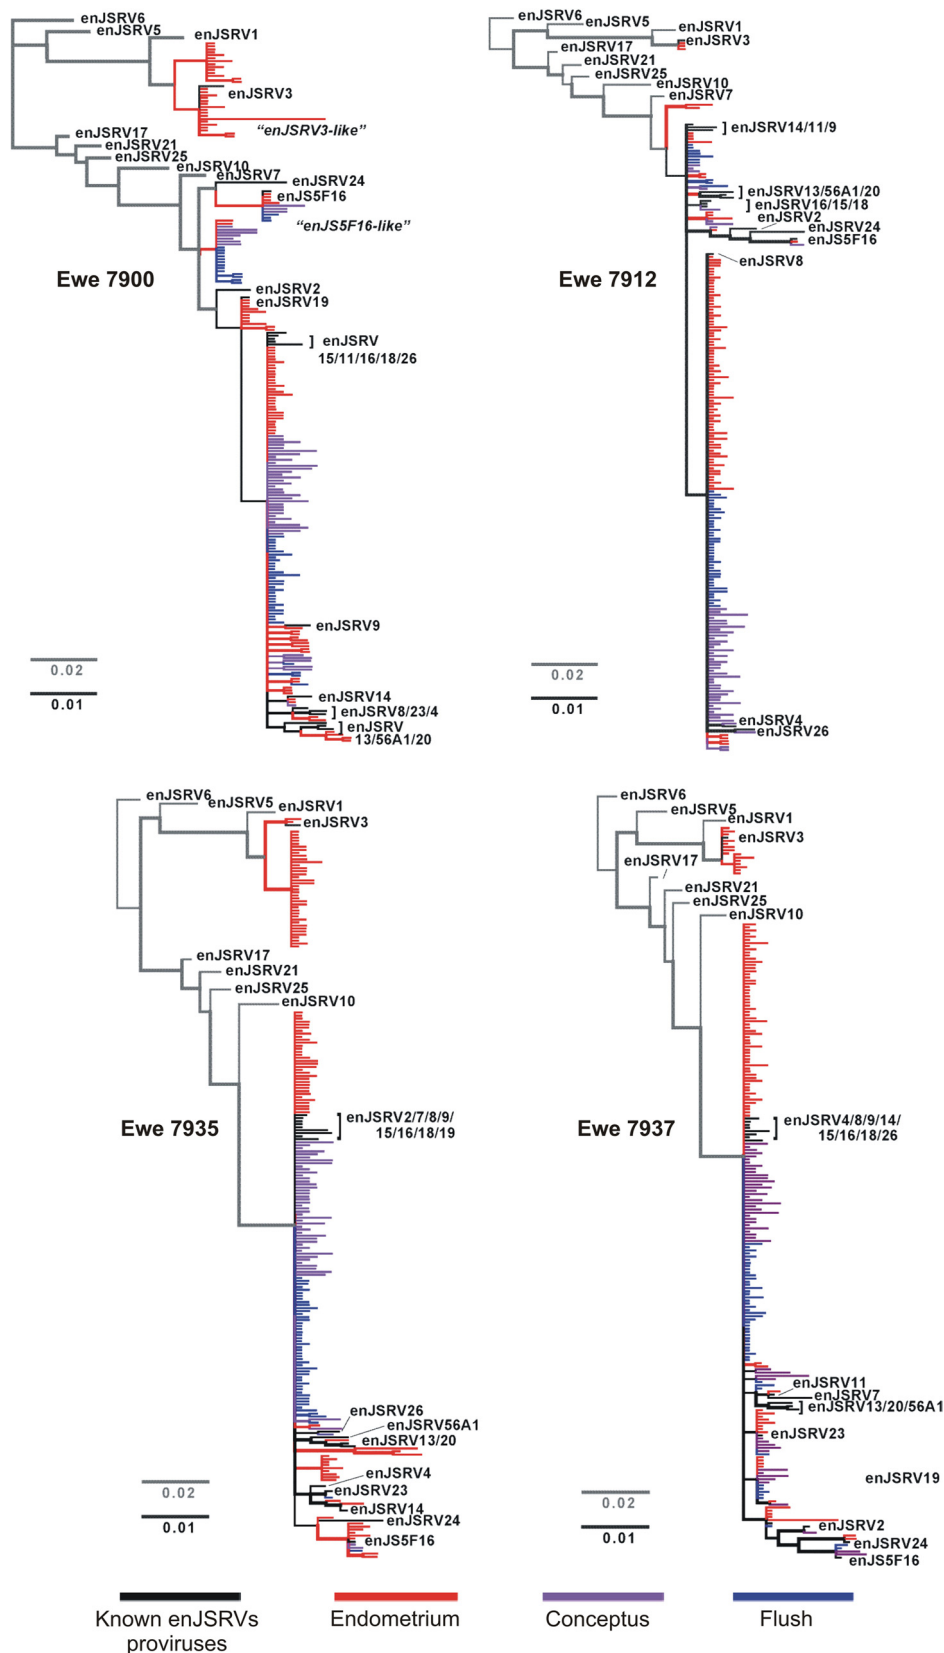 enJSRV6
enJSRV5
enJSRV1
enJSRV3
“enJSRV3-like”
enJSRV17
enJSRV21
enJSRV25
enJSRV10
enJSRV7
enJSRV24
enJS5F16
“enJS5F16-like”
Ewe 7900
enJSRV2
enJSRV19
] enJSRV
15/11/16/18/26
enJSRV9
0.02
0.01
enJSRV14
] enJSRV8/23/4
] enJSRV
13/56A1/20
enJSRV6
enJSRV5
enJSRV1
enJSRV3
enJSRV17
enJSRV21
enJSRV25
enJSRV10
enJSRV7
] enJSRV14/11/9
] enJSRV13/56A1/20
] enJSRV16/15/18
enJSRV2
enJSRV24
enJS5F16
enJSRV8
Ewe 7912
0.02
0.01
enJSRV4
enJSRV26
enJSRV6
enJSRV5
enJSRV1
enJSRV3
enJSRV17
enJSRV21
enJSRV25
enJSRV10
Ewe 7935
enJSRV2/7/8/9/
15/16/18/19
enJSRV26
enJSRV56A1
enJSRV13/20
enJSRV4
enJSRV23
enJSRV14
enJSRV24
enJS5F16
0.02
0.01
enJSRV6
enJSRV5
enJSRV1
enJSRV3
enJSRV17
enJSRV21
enJSRV25
enJSRV10
Ewe 7937
enJSRV4/8/9/14/
15/16/18/26
enJSRV11
enJSRV7
] enJSRV13/20/56A1
enJSRV23
enJSRV19
enJSRV2
enJSRV24
enJS5F16
0.02
0.01
Known enJSRVs
proviruses
Endometrium
Conceptus
Flush